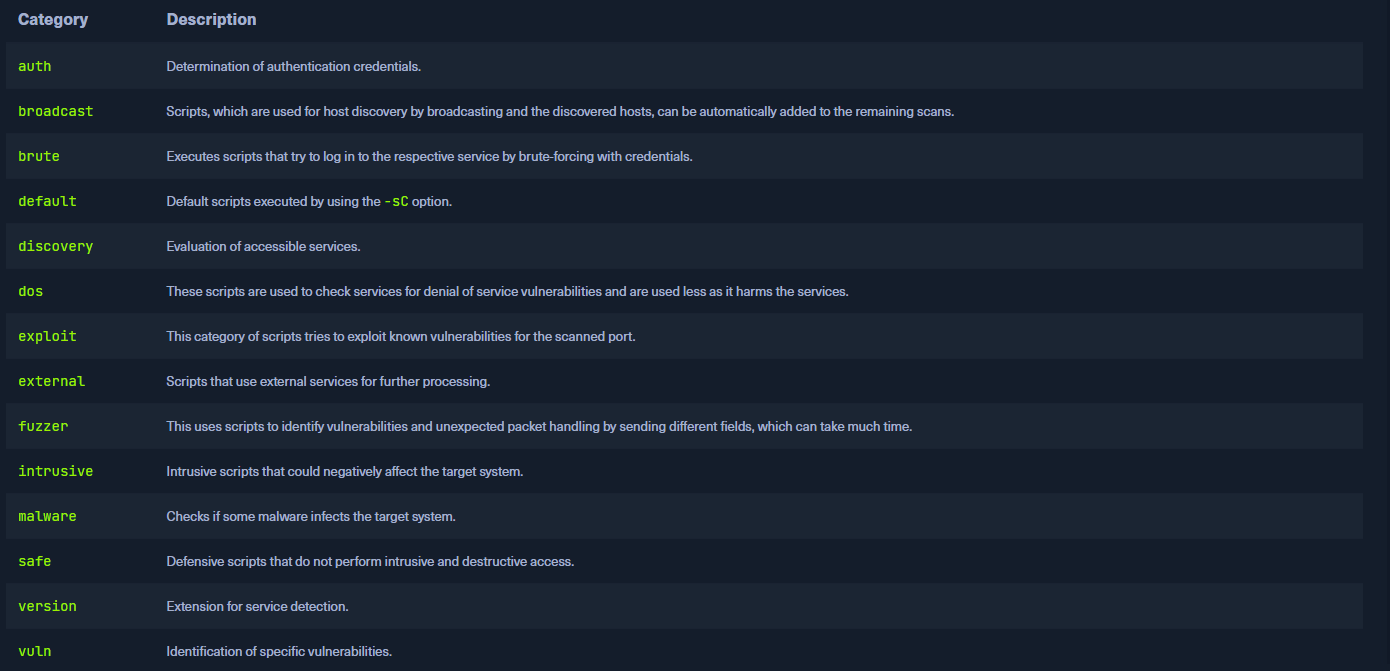 Category Description
auth Determination of authentication credentials.
broadcast Scripts, which are used for host discovery by broadcasting and the discovered hosts, can be automatically added to the remaining scans.
brute Executes scripts that try to log in to the respective service by brute-forcing with credentials.
default Default scripts executed by using the -sC option.
discovery Evaluation of accessible services.
dos These scripts are used to check services for denial of service vulnerabilities and are used less as it harms the services.
exploit This category of scripts tries to exploit known vulnerabilities for the scanned port.
external Scripts that use external services for further processing.
fuzzer This uses scripts to identify vulnerabilities and unexpected packet handling by sending different fields, which can take much time.
intrusive Intrusive scripts that could negatively affect the target system.
malware Checks if some malware infects the target system.
safe Defensive scripts that do not perform intrusive and destructive access.
version Extension for service detection.
vuln Identification of specific vulnerabilities.